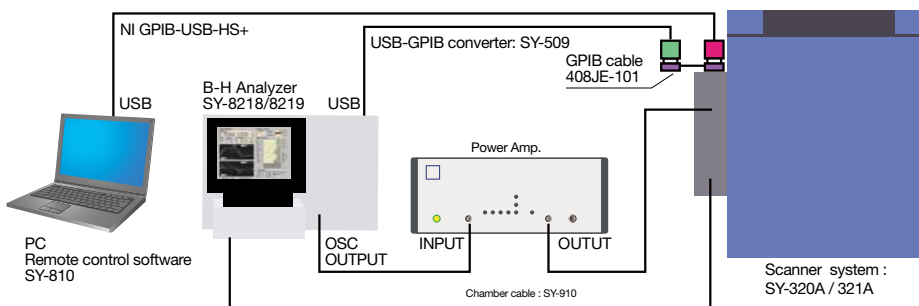 NI GPIB-USB-HS+
USB-GPIB converter: SY-509
GPIB cable
408JE-101
B-H Analyzer
SY-8218/8219
USB
USB
Power Amp.
INPUT
OUTUT
OSC
OUTPUT
PC
Remote control software
SY-810
Chamber cable : SY-910
Scanner system :
SY-320A / 321A